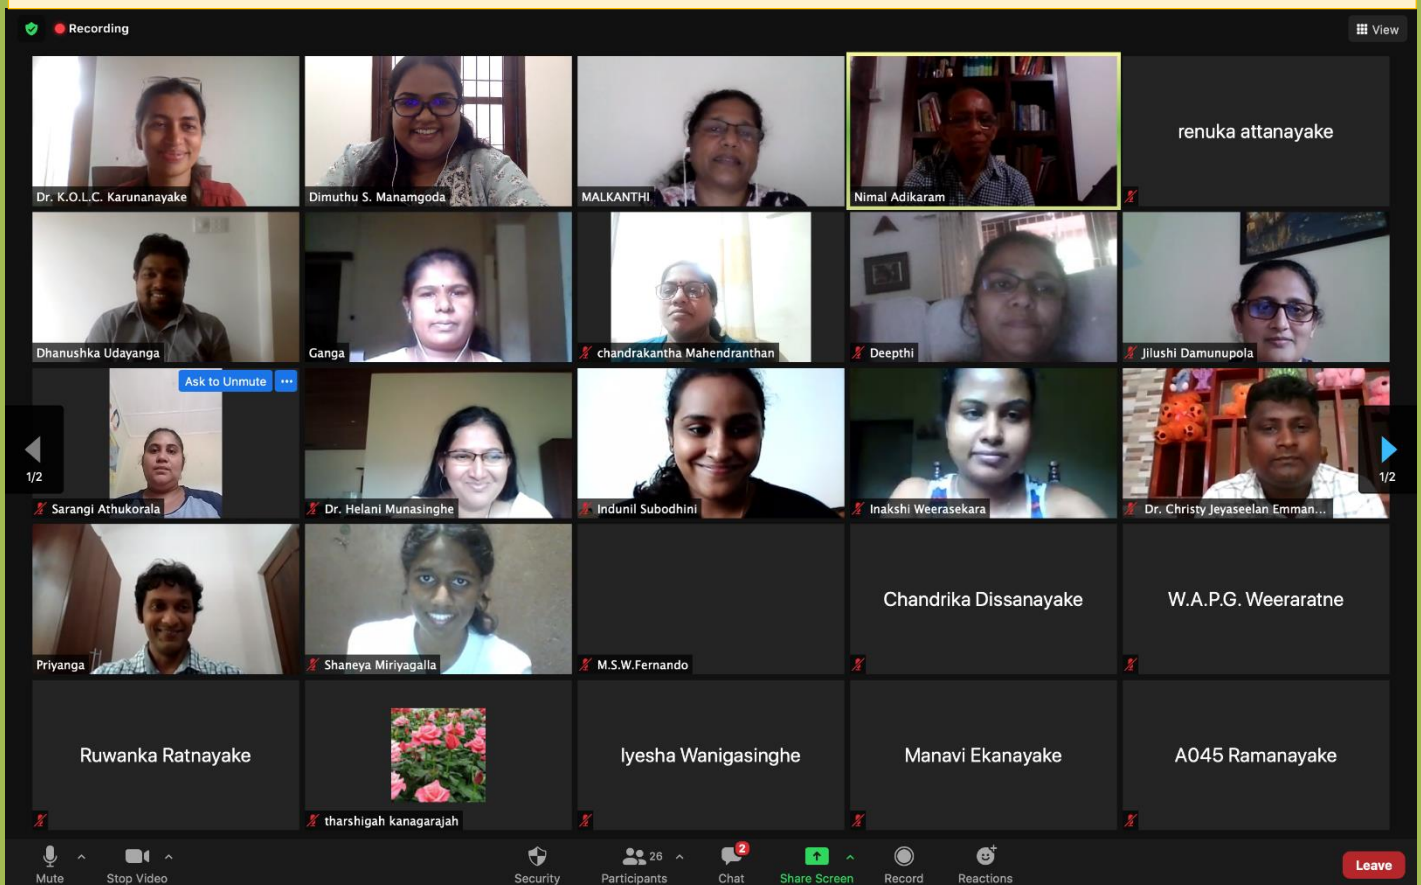 Recording
View
Dr. K.O.L.C. Karunanayake
Dimuthu S. Manamgoda
MALKANTHI
Nimal Adikaram
renuka attanayake
Dhanushka Udayanga
Ganga
chandrakantha Mahendranthan
Deepthi
Jilushi Damunupola
Ask to Unmute
...
1/2
Sarangi Athukorala
Dr. Helani Munasinghe
Indunil Subodhini
Inakshi Weerasekara
Dr. Christy Jeyaseelan Emman...
1/2
Priyanga
Shaneya Miriyagalla
M.S.W.Fernando
Chandrika Dissanayake
W.A.P.G. Weeraratne
Ruwanka Ratnayake
tharshigah kanagarajah
Iyesha Wanigasinghe
Manavi Ekanayake
A045 Ramanayake
Mute
Stop Video
Security
26
Participants
2
Chat
Share Screen
Record
Reactions
Leave